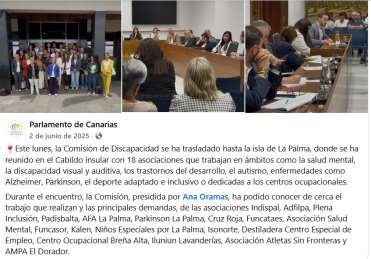 Parlamento de Canarias
2 de junio de 2025 ·
📍Este lunes, la Comisión de Discapacidad se ha trasladado hasta la isla de La Palma, donde se ha
reunido en el Cabildo insular con 18 asociaciones que trabajan en ámbitos como la salud mental,
la discapacidad visual y auditiva, los trastornos del desarrollo, el autismo, enfermedades como
Alzheimer, Parkinson, el deporte adaptado e inclusivo o dedicadas a los centros ocupacionales.
Durante el encuentro, la Comisión, presidida por Ana Oramas, ha podido conocer de cerca el
trabajo que realizan y las principales demandas, de las asociaciones Indispal, Adfilpa, Plena
Inclusión, Padisbalta, AFA La Palma, Parkinson La Palma, Cruz Roja, Funcataes, Asociación Salud
Mental, Funcasor, Kalen, Niños Especiales por La Palma, Isonorte, Destiladera Centro Especial de
Empleo, Centro Ocupacional Breña Alta, Iluniun Lavanderías, Asociación Atletas Sin Fronteras y
AMPA El Dorador.